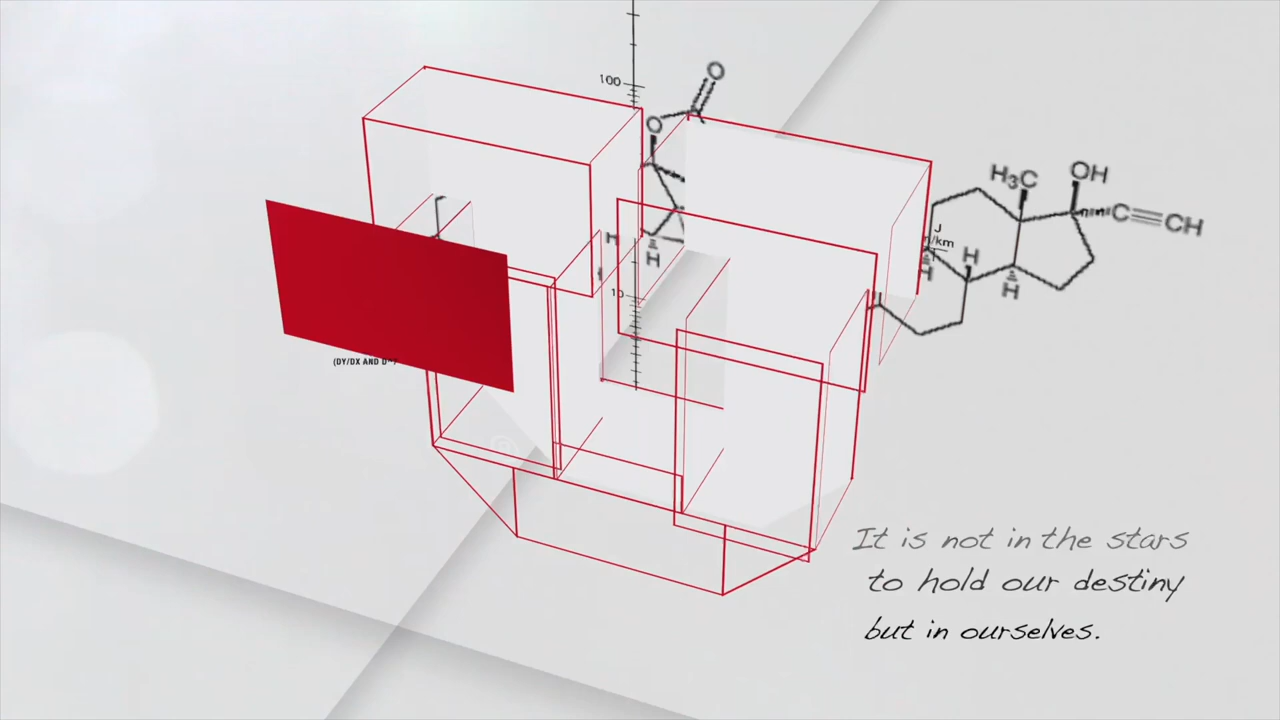 100
O
O
H₃C
OH
C≡CH
J
/km
H
H
H
H
H
10
(DY/DX AND
It is not in the stars
to hold our destiny
but in ourselves.